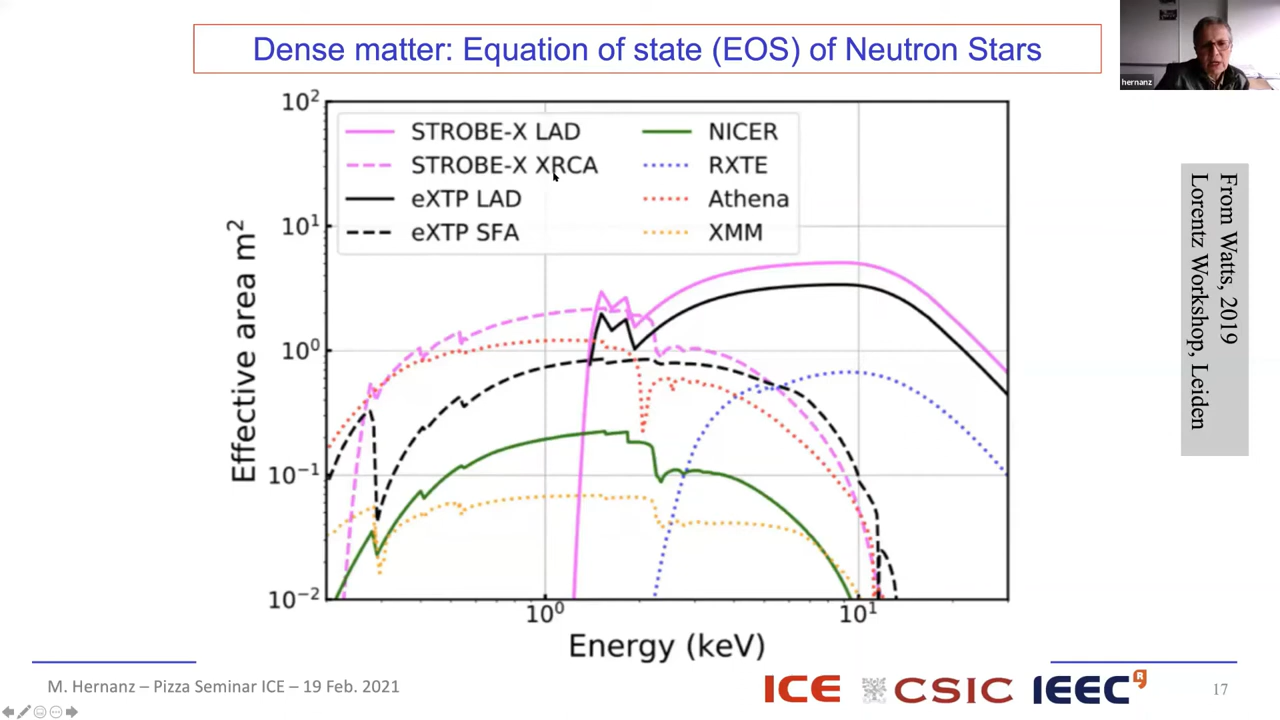 Dense matter: Equation of state (EOS) of Neutron Stars
hernanz
10²
10¹
10⁰
10⁻¹
10⁻²
Effective area m²
STROBE-X LAD
STROBE-X XRCA
eXTP LAD
eXTP SFA
NICER
RXTE
Athena
XMM
10⁰
10¹
Energy (keV)
From Watts, 2019
Lorentz Workshop, Leiden
M. Hernanz – Pizza Seminar ICE – 19 Feb. 2021
ICE
CSIC
IEEC R
17